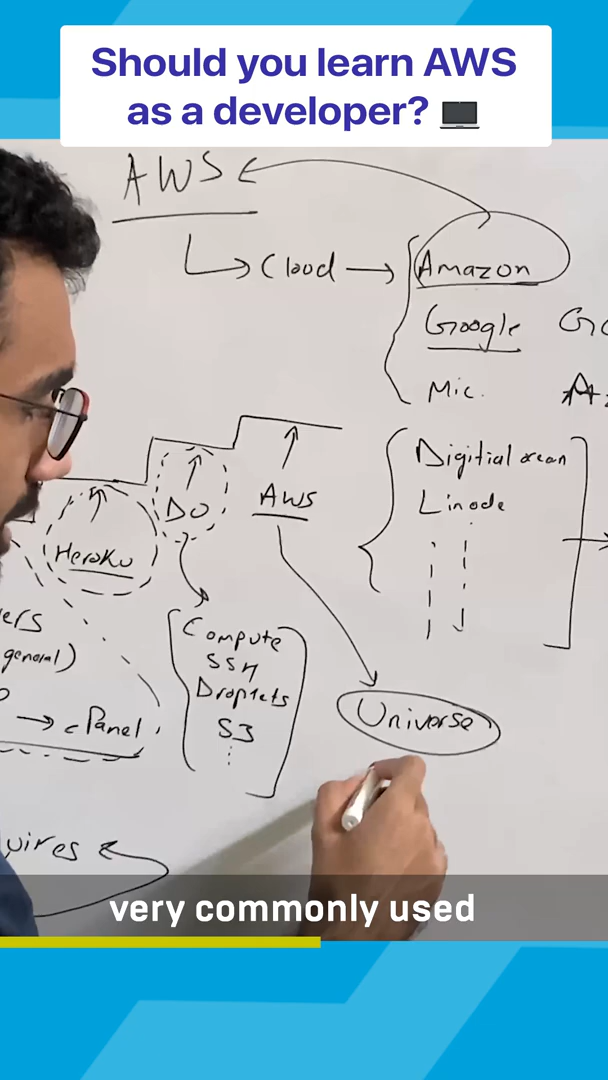 Should you learn AWS
as a developer? 💻
AWS
Cloud → Amazon
Google
Mic.
Digitial ocean
Linode
Heroku
DO
AWS
Compute
SSH
Droplets
S3
⋮
Universe
general)
→ cPanel
very commonly used